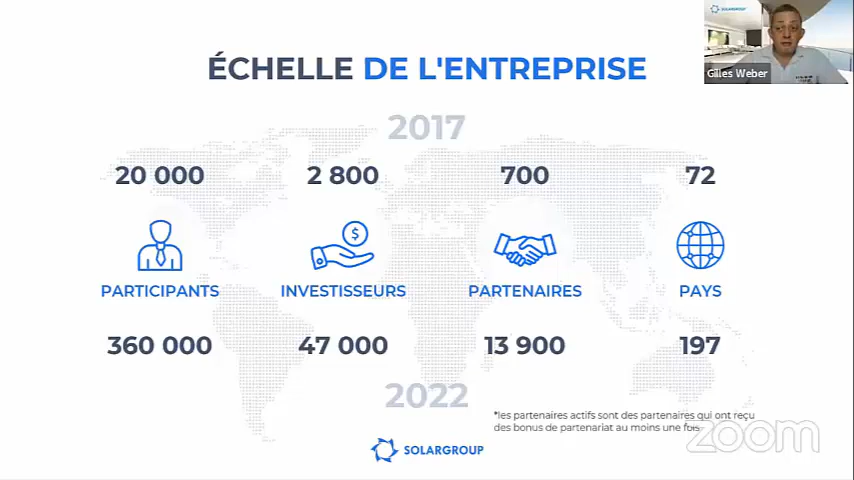 SOLARGROUP
Gilles Weber
ÉCHELLE DE L'ENTREPRISE
2017
20 000 2 800 700 72
PARTICIPANTS INVESTISSEURS PARTENAIRES PAYS
360 000 47 000 13 900 197
2022
*les partenaires actifs sont des partenaires qui ont reçu
des bonus de partenariat au moins une fois
zoom
SOLARGROUP